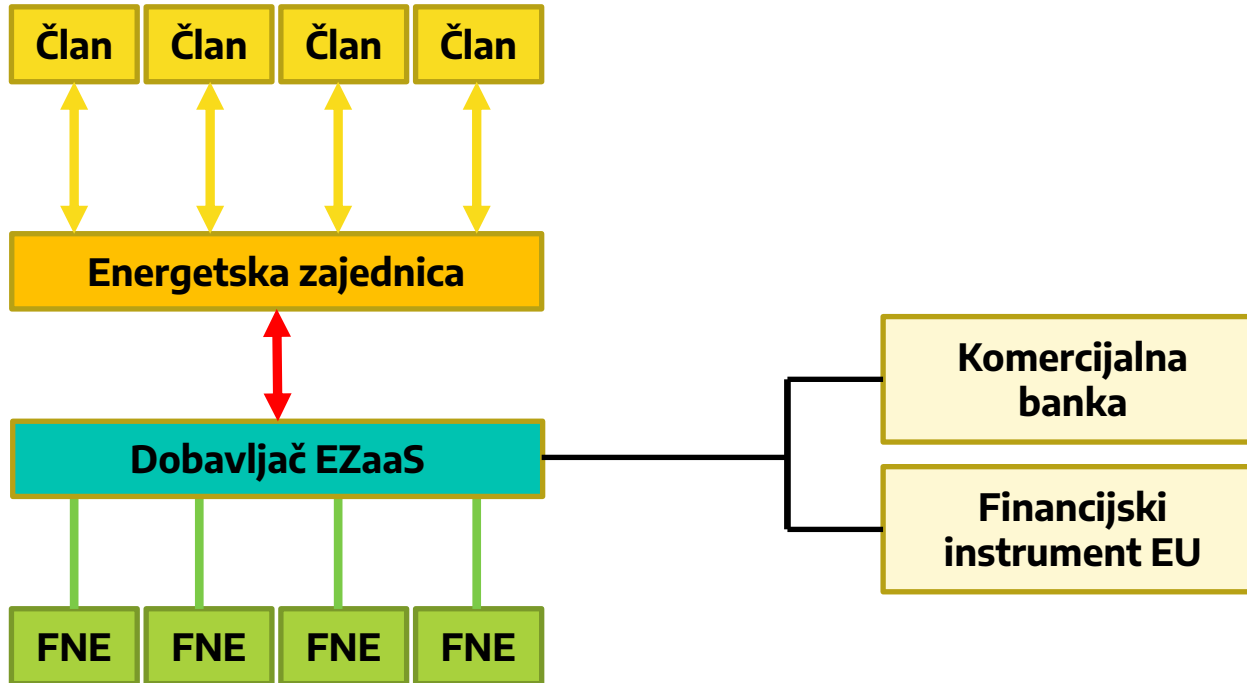 Član
Član
Član
Član
Energetska zajednica
Dobavljač EZaaS
Komercijalna
banka
Financijski
instrument EU
FNE
FNE
FNE
FNE